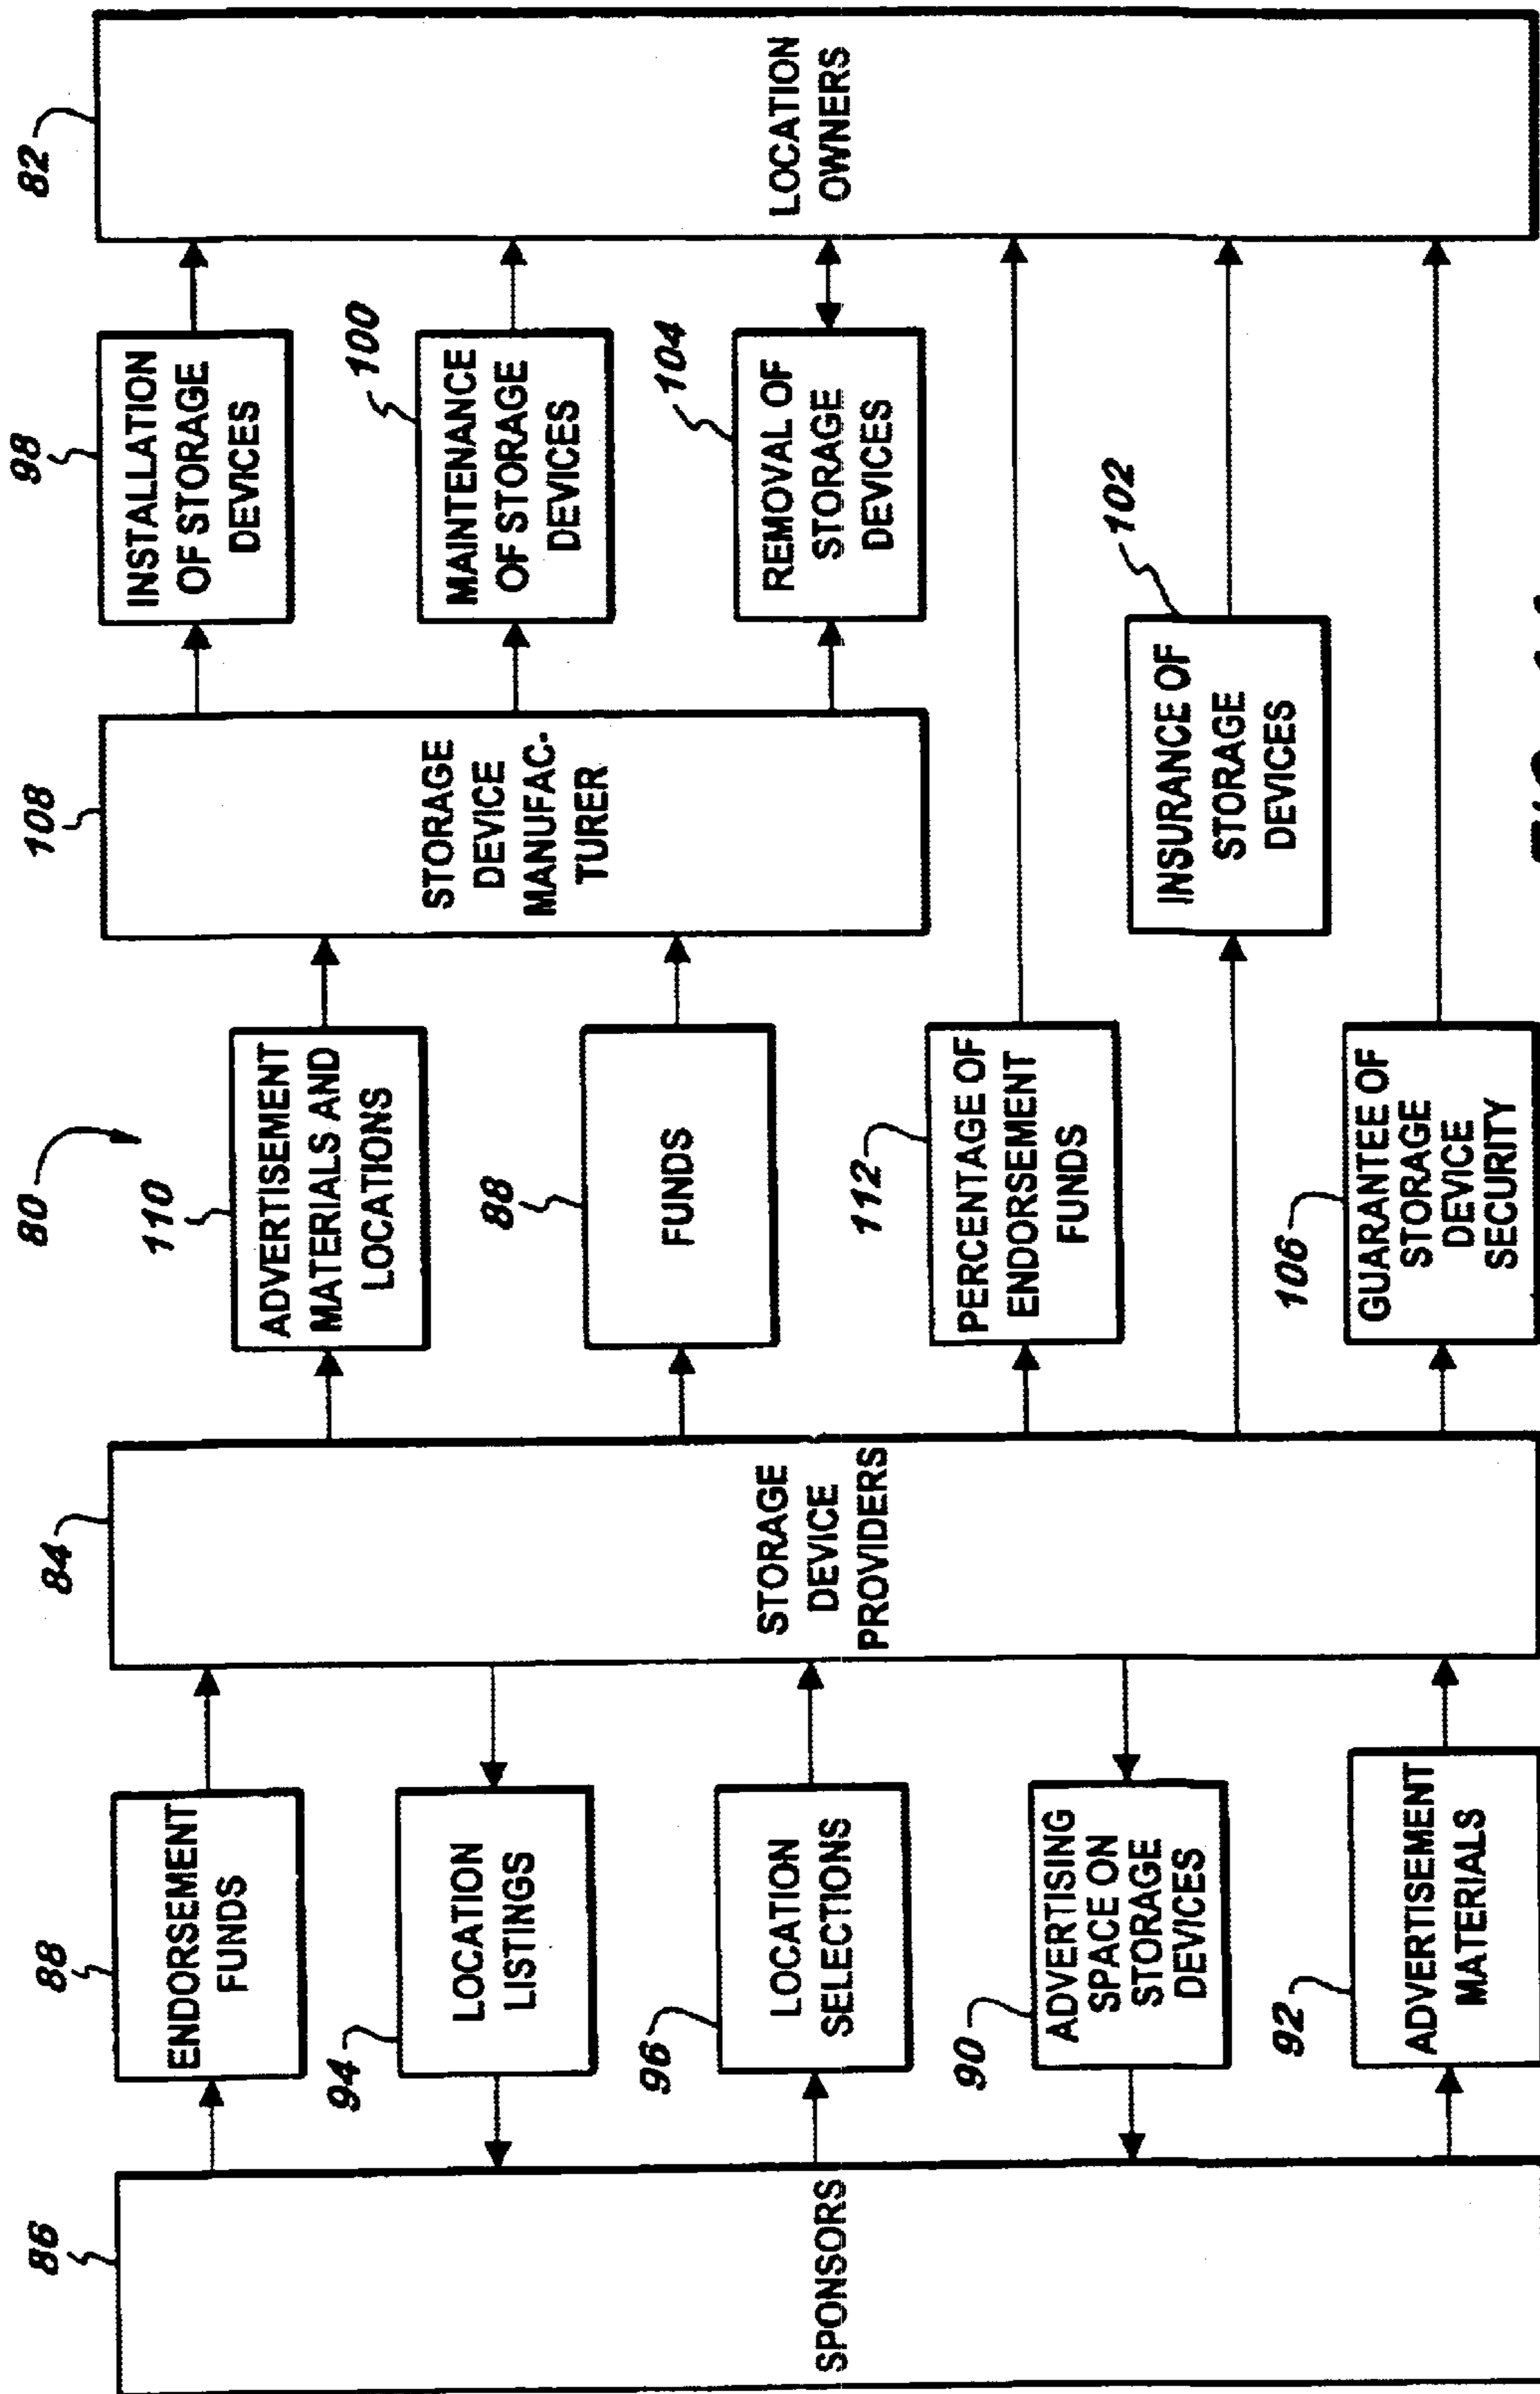 80
86
SPONSORS
88
ENDORSEMENT
FUNDS
94
LOCATION
LISTINGS
96
LOCATION
SELECTIONS
90
ADVERTISING
SPACE ON
STORAGE
DEVICES
92
ADVERTISEMENT
MATERIALS
84
STORAGE
DEVICE
PROVIDERS
110
ADVERTISEMENT
MATERIALS AND
LOCATIONS
88
FUNDS
112
PERCENTAGE OF
ENDORSEMENT
FUNDS
106
GUARANTEE OF
STORAGE
DEVICE
SECURITY
108
STORAGE
DEVICE
MANUFAC-
TURER
102
INSURANCE OF
STORAGE
DEVICES
98
INSTALLATION
OF STORAGE
DEVICES
100
MAINTENANCE
OF STORAGE
DEVICES
104
REMOVAL OF
STORAGE
DEVICES
82
LOCATION
OWNERS